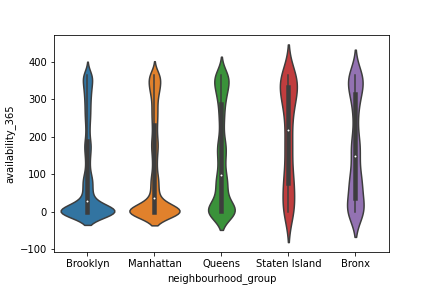 400
300
200
100
0
−100
availability_365
Brooklyn Manhattan Queens Staten Island Bronx
neighbourhood_group